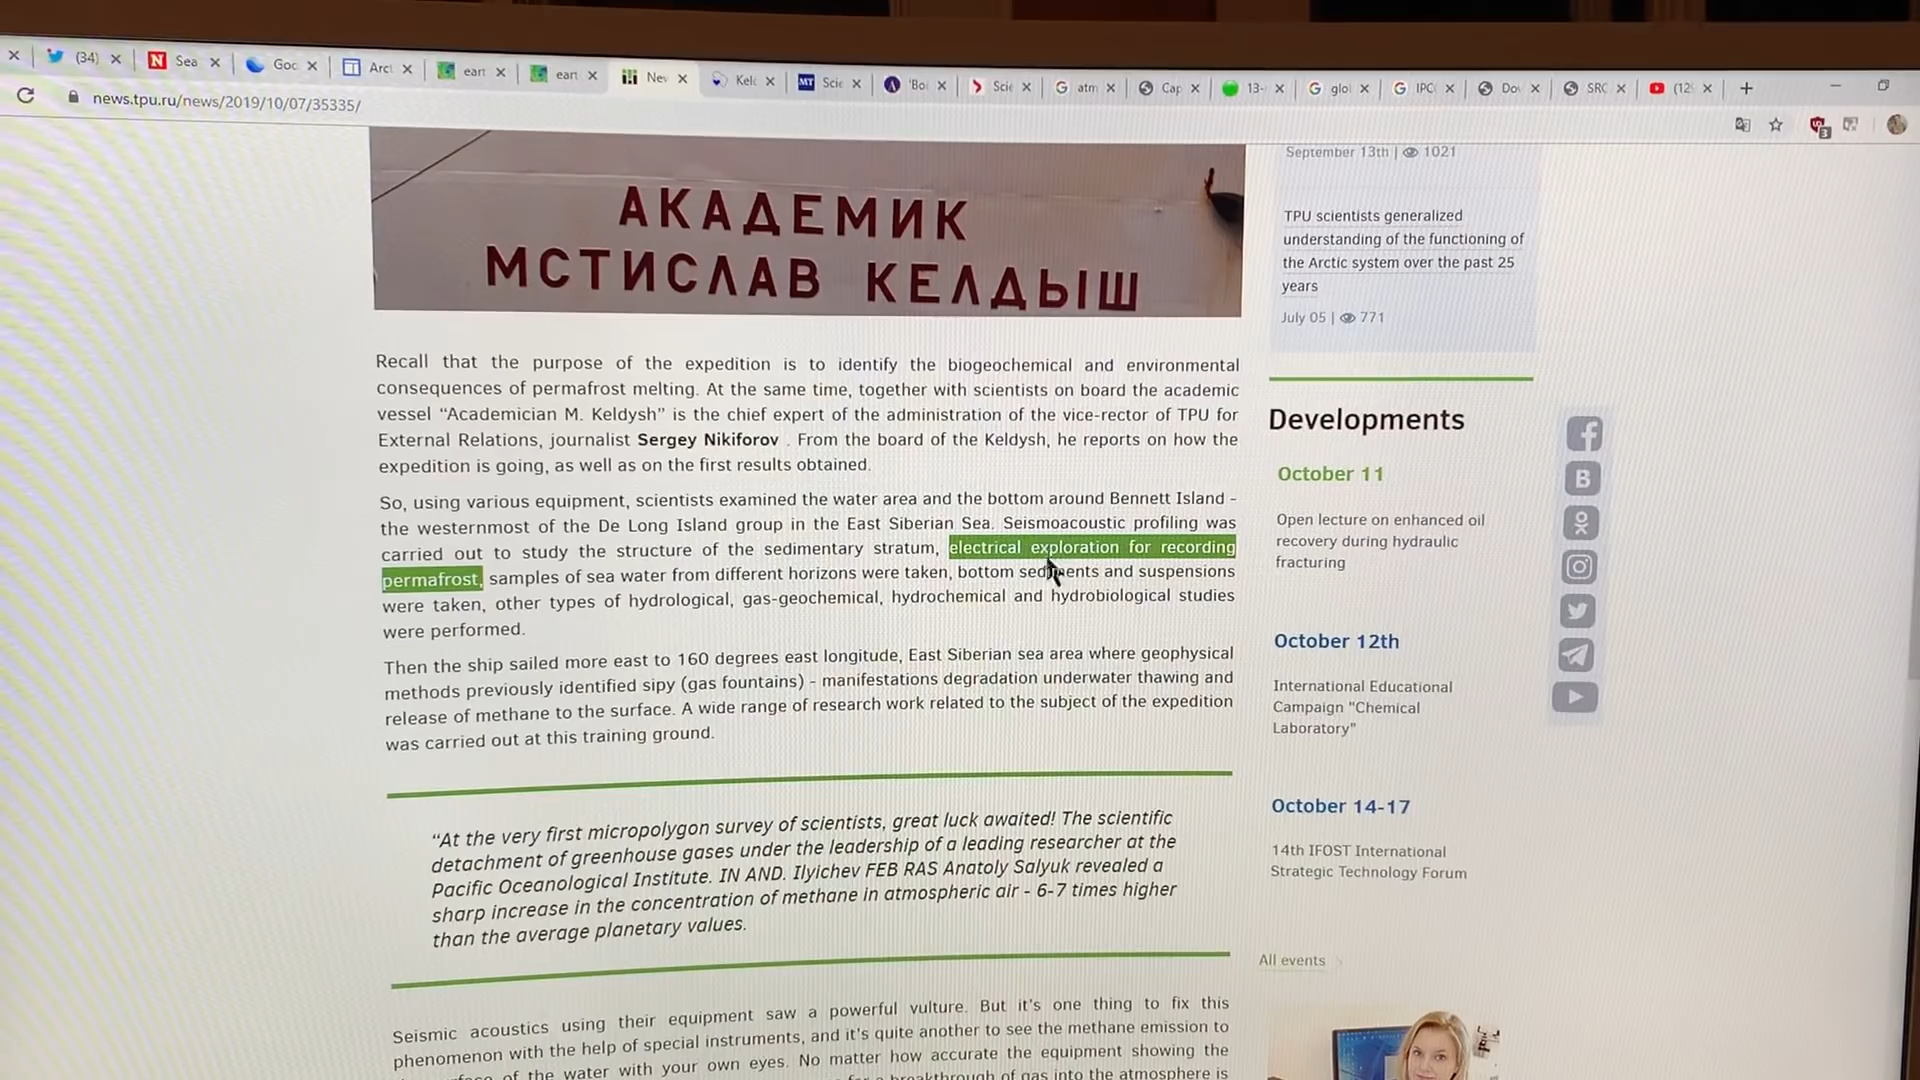 (34)
Sea
Goc
Arct
eart
eart
Nev
Keld
MT
Scie
'Bo
Scie
atm
Cap
13-
glol
IPC
Dov
SRC
(12
news.tpu.ru/news/2019/10/07/35335/
3
АКАДЕМИК
МСТИСЛАВ КЕЛДЫШ
Recall that the purpose of the expedition is to identify the biogeochemical and environmental
consequences of permafrost melting. At the same time, together with scientists on board the academic
vessel “Academician M. Keldysh” is the chief expert of the administration of the vice-rector of TPU for
External Relations, journalist Sergey Nikiforov . From the board of the Keldysh, he reports on how the
expedition is going, as well as on the first results obtained.
So, using various equipment, scientists examined the water area and the bottom around Bennett Island -
the westernmost of the De Long Island group in the East Siberian Sea. Seismoacoustic profiling was
carried out to study the structure of the sedimentary stratum, electrical exploration for recording
permafrost, samples of sea water from different horizons were taken, bottom sediments and suspensions
were taken, other types of hydrological, gas-geochemical, hydrochemical and hydrobiological studies
were performed.
Then the ship sailed more east to 160 degrees east longitude, East Siberian sea area where geophysical
methods previously identified sipy (gas fountains) - manifestations degradation underwater thawing and
release of methane to the surface. A wide range of research work related to the subject of the expedition
was carried out at this training ground.
“At the very first micropolygon survey of scientists, great luck awaited! The scientific
detachment of greenhouse gases under the leadership of a leading researcher at the
Pacific Oceanological Institute. IN AND. Ilyichev FEB RAS Anatoly Salyuk revealed a
sharp increase in the concentration of methane in atmospheric air - 6-7 times higher
than the average planetary values.
Seismic acoustics using their equipment saw a powerful vulture. But it's one thing to fix this
phenomenon with the help of special instruments, and it's quite another to see the methane emission to
of the water with your own eyes. No matter how accurate the equipment showing the
breakthrough of gas into the atmosphere is
September 13th | 1021
TPU scientists generalized
understanding of the functioning of
the Arctic system over the past 25
years
July 05 | 771
Developments
October 11
Open lecture on enhanced oil
recovery during hydraulic
fracturing
October 12th
International Educational
Campaign "Chemical
Laboratory"
October 14-17
14th IFOST International
Strategic Technology Forum
All events